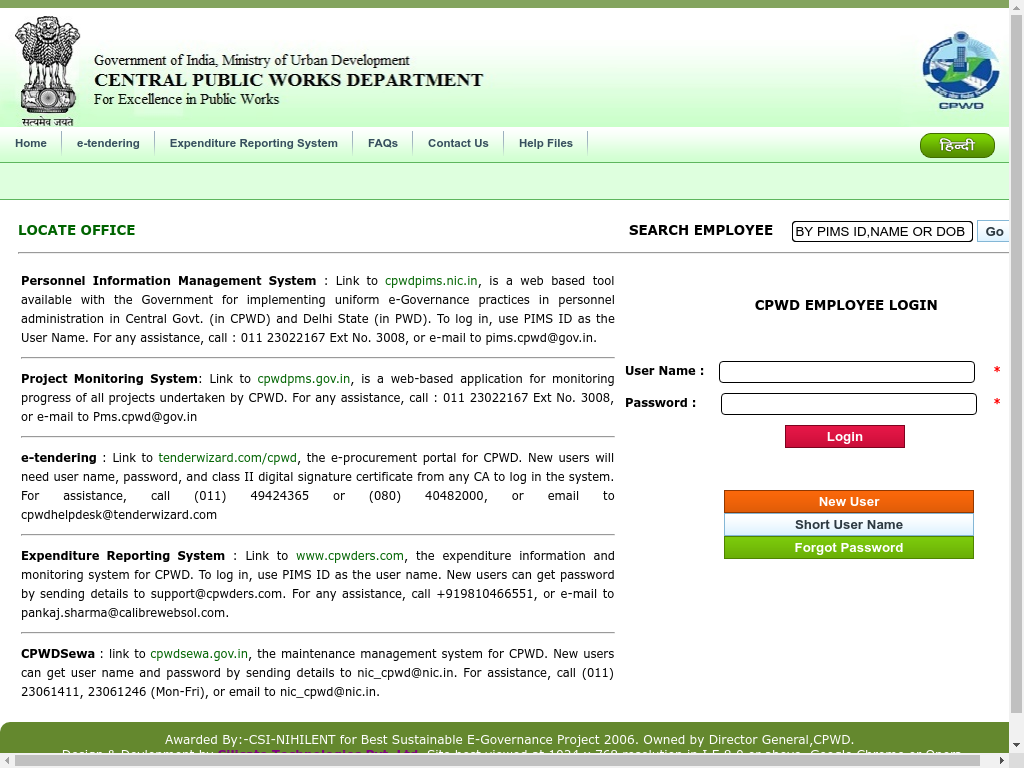 सत्यमेव जयते
Government of India, Ministry of Urban Development
CENTRAL PUBLIC WORKS DEPARTMENT
For Excellence in Public Works
CPWD
Home e-tendering Expenditure Reporting System FAQs Contact Us Help Files हिन्दी
LOCATE OFFICE
SEARCH EMPLOYEE BY PIMS ID,NAME OR DOB Go
Personnel Information Management System : Link to cpwdpims.nic.in, is a web based tool
available with the Government for implementing uniform e-Governance practices in personnel
administration in Central Govt. (in CPWD) and Delhi State (in PWD). To log in, use PIMS ID as the
User Name. For any assistance, call : 011 23022167 Ext No. 3008, or e-mail to pims.cpwd@gov.in.
Project Monitoring System: Link to cpwdpms.gov.in, is a web-based application for monitoring
progress of all projects undertaken by CPWD. For any assistance, call : 011 23022167 Ext No. 3008,
or e-mail to Pms.cpwd@gov.in
e-tendering : Link to tenderwizard.com/cpwd, the e-procurement portal for CPWD. New users will
need user name, password, and class II digital signature certificate from any CA to log in the system.
For assistance, call (011) 49424365 or (080) 40482000, or email to
cpwdhelpdesk@tenderwizard.com
Expenditure Reporting System : Link to www.cpwders.com, the expenditure information and
monitoring system for CPWD. To log in, use PIMS ID as the user name. New users can get password
by sending details to support@cpwders.com. For any assistance, call +919810466551, or e-mail to
pankaj.sharma@calibrewebsol.com.
CPWDSewa : link to cpwdsewa.gov.in, the maintenance management system for CPWD. New users
can get user name and password by sending details to nic_cpwd@nic.in. For assistance, call (011)
23061411, 23061246 (Mon-Fri), or email to nic_cpwd@nic.in.
CPWD EMPLOYEE LOGIN
User Name : *
Password : *
Login
New User
Short User Name
Forgot Password
Awarded By:-CSI-NIHILENT for Best Sustainable E-Governance Project 2006. Owned by Director General,CPWD.